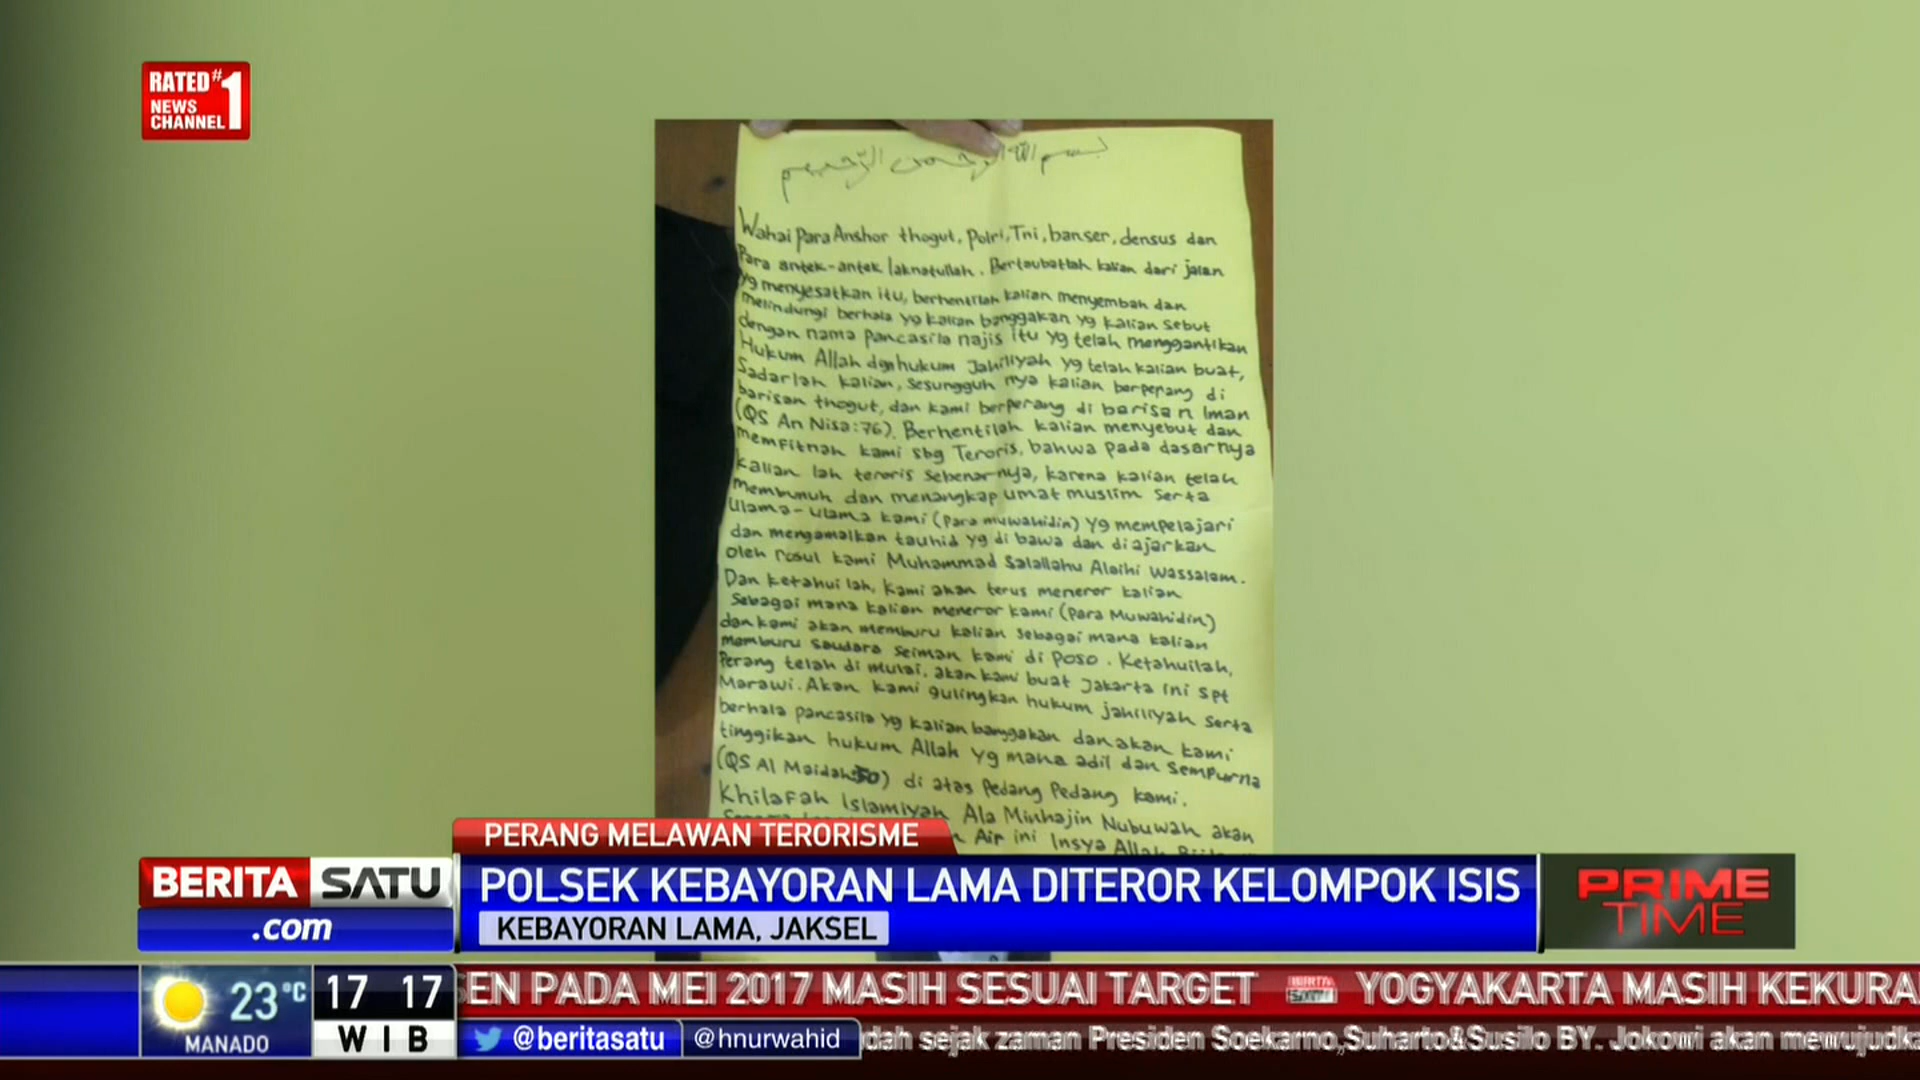 RATED #1
NEWS
CHANNEL
بسم الله الرحمن الرحيم
Wahai Para Anshor thogut, Polri, Tni, banser, densus dan
Para antek-antek laknatullah. Bertaubatlah kalian dari jalan
yg menyesatkan itu, berhentilah kalian menyembah dan
melindungi berhala yg kalian banggakan yg kalian sebut
dengan nama pancasila najis itu yg telah menggantikan
Hukum Allah dgn hukum Jahiliyah yg telah kalian buat,
Sadarlah kalian, sesungguh nya kalian berperang di
barisan thogut, dan kami berperang di barisan Iman
(QS An Nisa:76). Berhentilah kalian menyebut dan
memfitnah kami sbg Teroris, bahwa pada dasarnya
kalian lah teroris sebenarnya, karena kalian telah
membunuh dan menangkap umat muslim serta
Ulama-ulama kami (para muwahidin) yg mempelajari
dan mengamalkan tauhid yg di bawa dan di ajarkan
oleh rosul kami Muhammad Salallahu Alaihi Wassalam.
Dan ketahui lah, kami akan terus meneror kalian
Sebagai mana kalian meneror kami (para Muwahidin)
dan kami akan memburu kalian sebagai mana kalian
memburu saudara seiman kami di Poso. Ketahuilah,
Perang telah di mulai, akan kami buat Jakarta ini spt
Marawi. Akan kami gulingkan hukum jahiliyah serta
berhala pancasila yg kalian banggakan dan akan kami
tinggikan hukum Allah yg mana adil dan sempurna
(QS Al Maidah:50) di atas Pedang Pedang kami.
Khilafah Islamiyah Ala Minhajin Nubuwah akan
Air ini Insya Allah
PERANG MELAWAN TERORISME
BERITA SATU
.com
POLSEK KEBAYORAN LAMA DITEROR KELOMPOK ISIS
KEBAYORAN LAMA, JAKSEL
PRIME
TIME
23°C
MANADO
17 17
WIB
SEN PADA MEI 2017 MASIH SESUAI TARGET BERITA SATU YOGYAKARTA MASIH KEKURA
@beritasatu @hnurwahid dah sejak zaman Presiden Soekarno,,Suharto&Susilo BY. Jokowi akan mewujudka